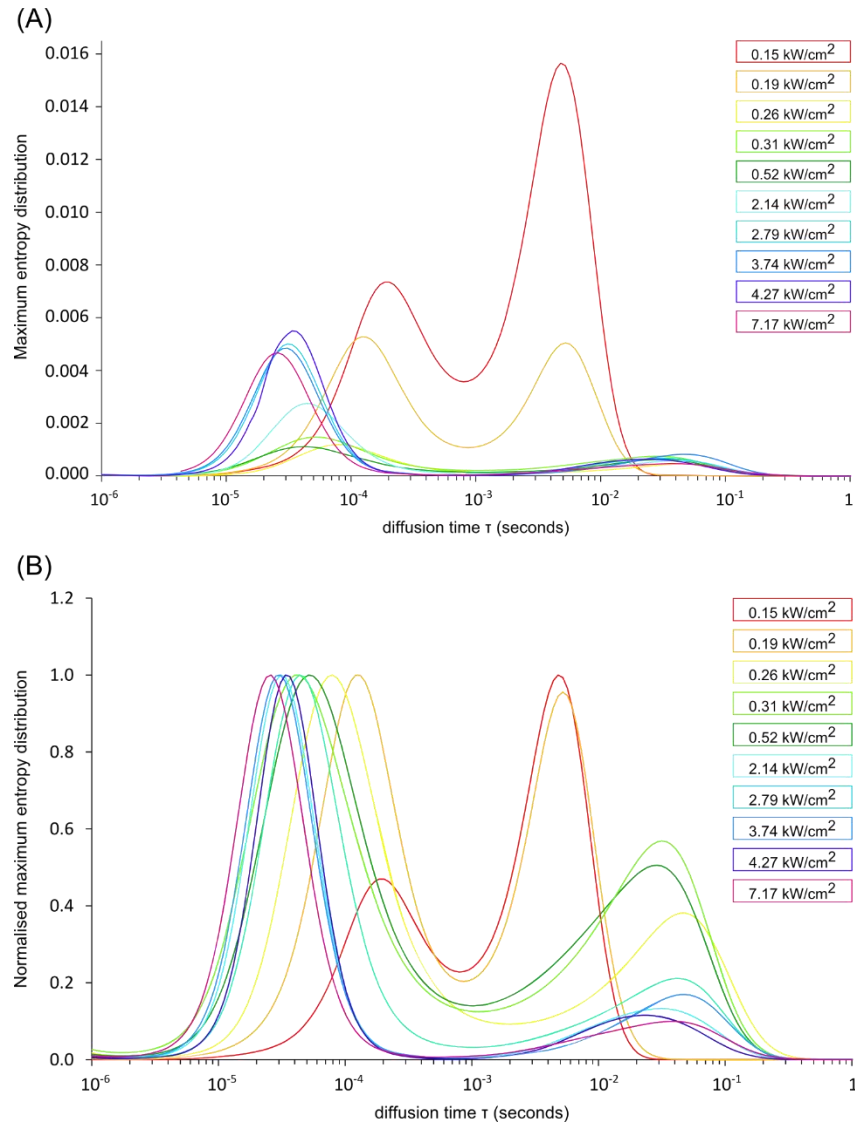 (A)
Maximum entropy distribution
0.016
0.014
0.012
0.010
0.008
0.006
0.004
0.002
0.000
10⁻⁶
10⁻⁵
10⁻⁴
10⁻³
10⁻²
10⁻¹
1
diffusion time τ (seconds)
0.15 kW/cm²
0.19 kW/cm²
0.26 kW/cm²
0.31 kW/cm²
0.52 kW/cm²
2.14 kW/cm²
2.79 kW/cm²
3.74 kW/cm²
4.27 kW/cm²
7.17 kW/cm²
(B)
Normalised maximum entropy distribution
1.2
1.0
0.8
0.6
0.4
0.2
0.0
10⁻⁶
10⁻⁵
10⁻⁴
10⁻³
10⁻²
10⁻¹
1
diffusion time τ (seconds)
0.15 kW/cm²
0.19 kW/cm²
0.26 kW/cm²
0.31 kW/cm²
0.52 kW/cm²
2.14 kW/cm²
2.79 kW/cm²
3.74 kW/cm²
4.27 kW/cm²
7.17 kW/cm²